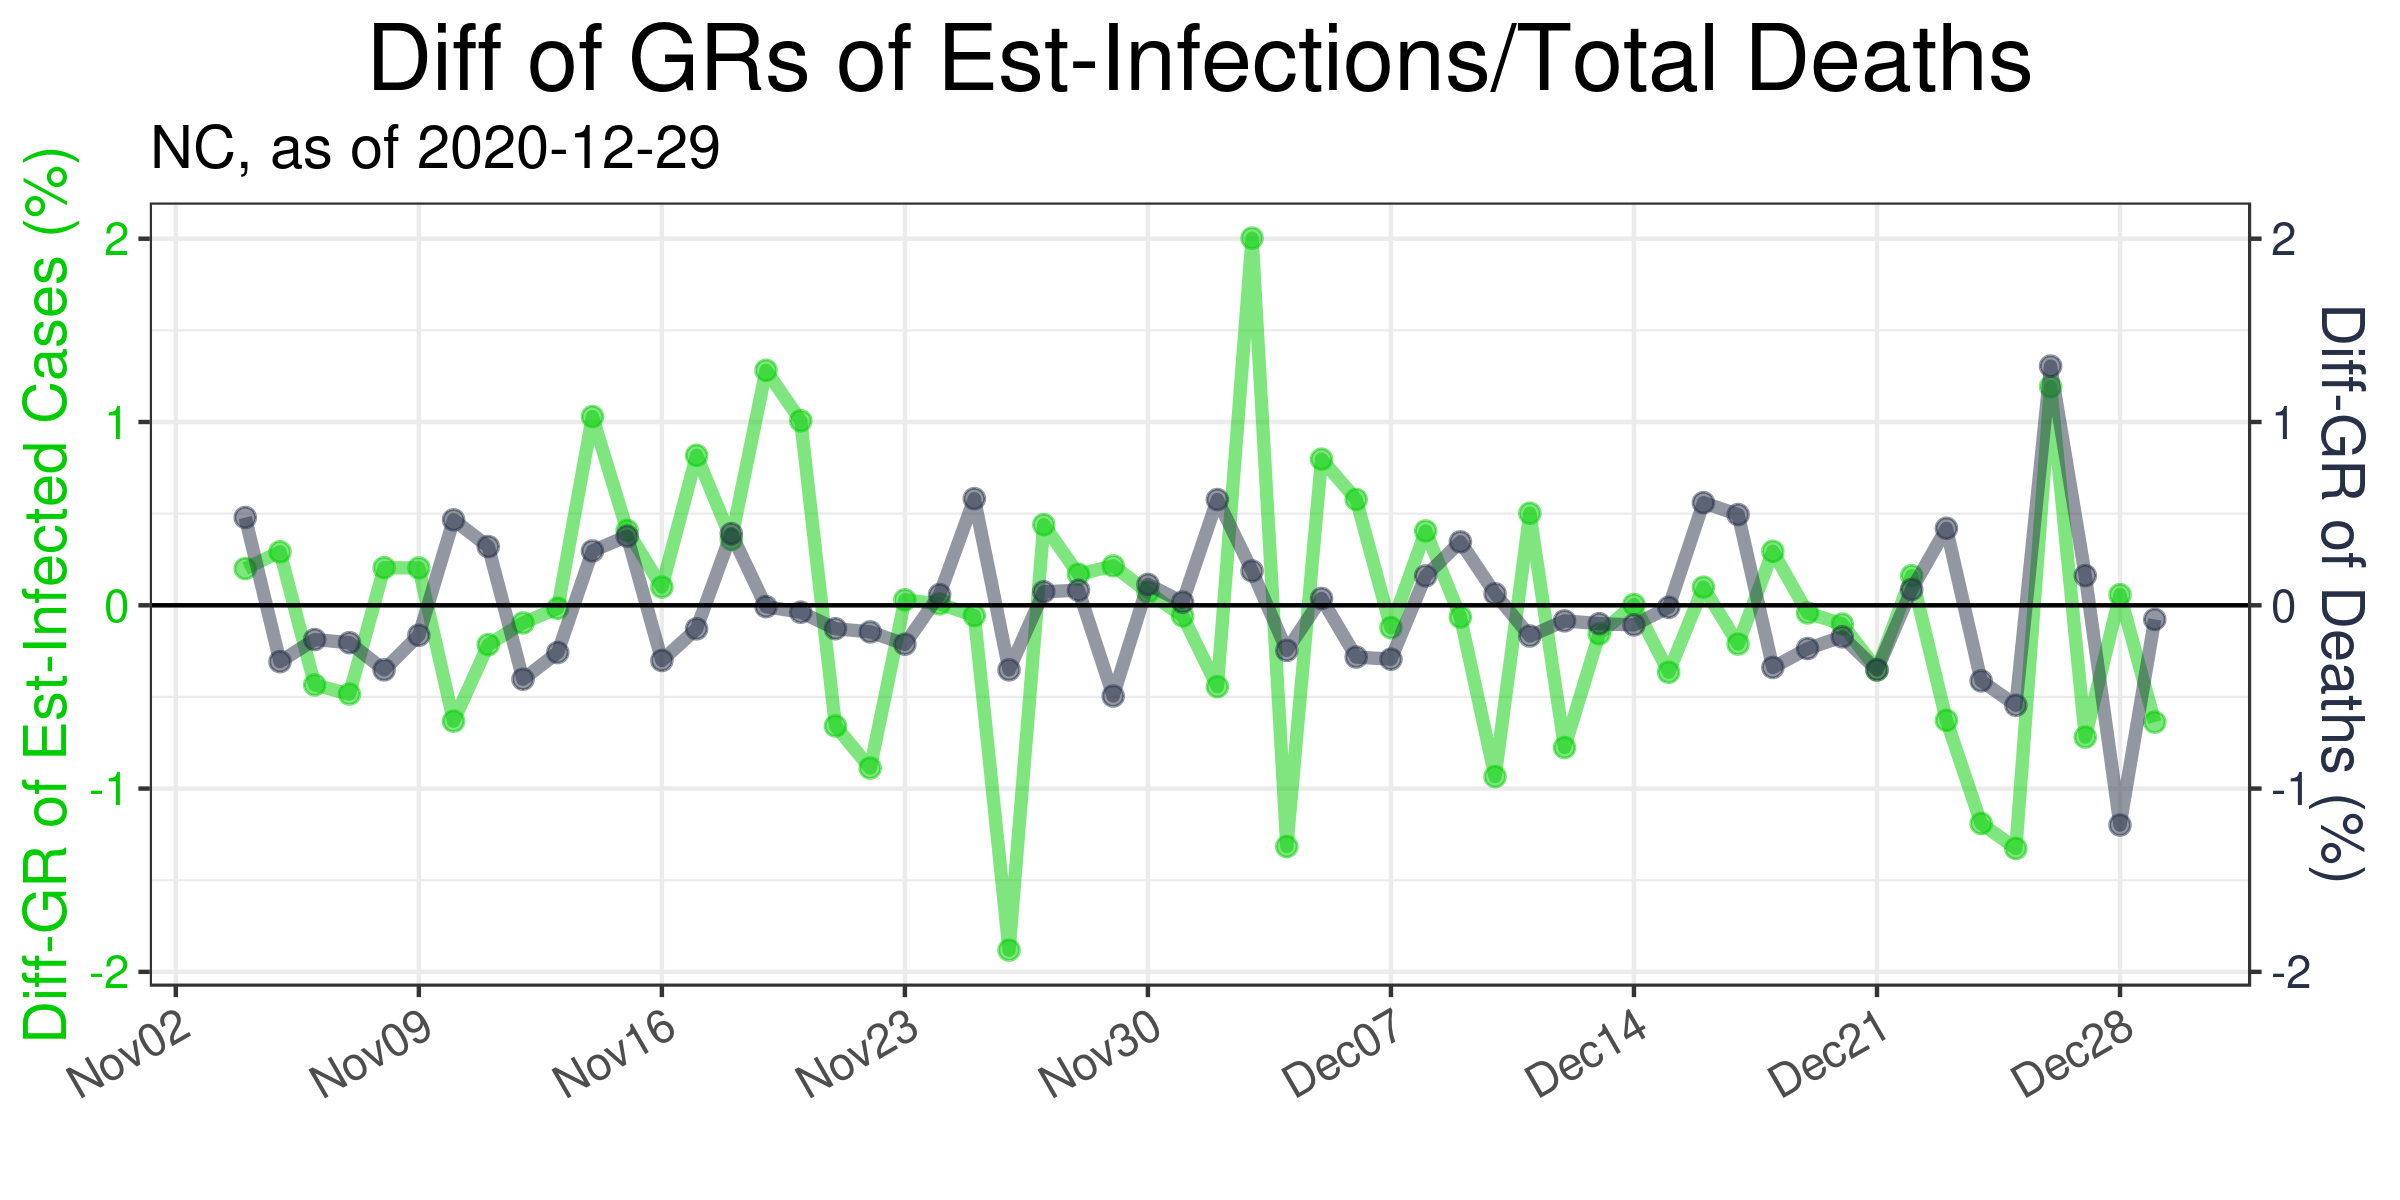 Diff of GRs of Est-Infections/Total Deaths
NC, as of 2020-12-29
Diff-GR of Est-Infected Cases (%)
2
1
0
-1
-2
2
1
0
-1
-2
Diff-GR of Deaths (%)
Nov02
Nov09
Nov16
Nov23
Nov30
Dec07
Dec14
Dec21
Dec28